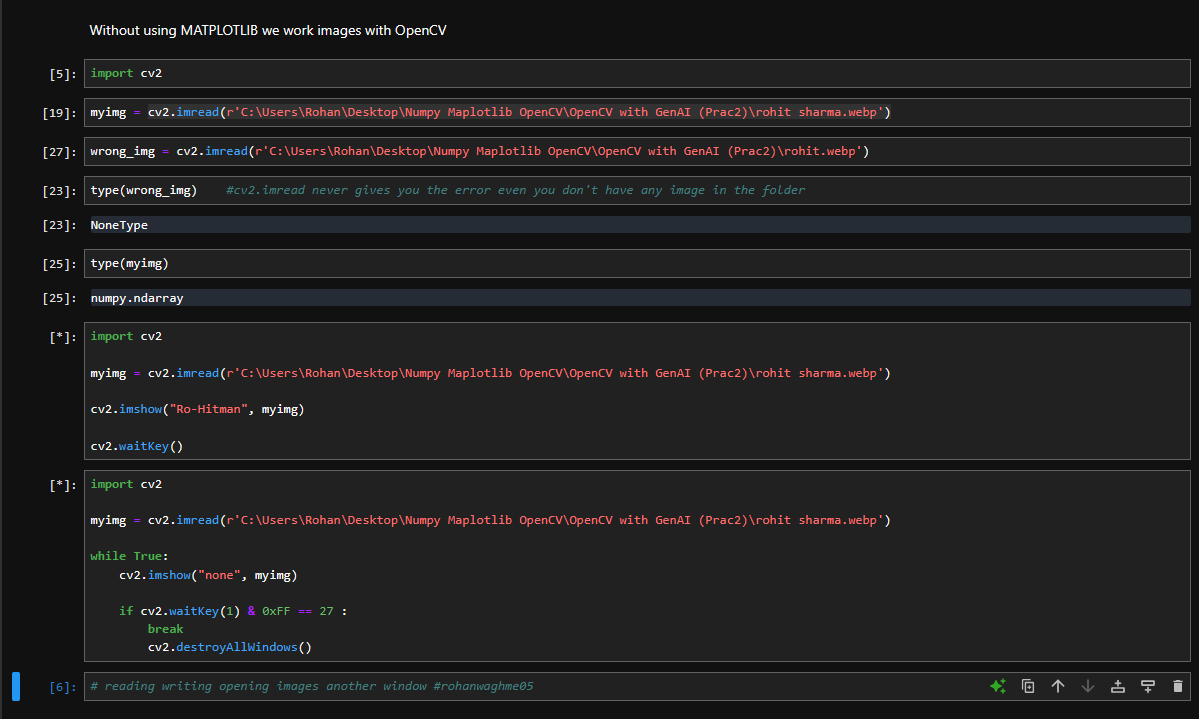 Without using MATPLOTLIB we work images with OpenCV
[5]: import cv2
[19]: myimg = cv2.imread(r'C:\Users\Rohan\Desktop\Numpy Maplotlib OpenCV\OpenCV with GenAI (Prac2)\rohit sharma.webp')
[27]: wrong_img = cv2.imread(r'C:\Users\Rohan\Desktop\Numpy Maplotlib OpenCV\OpenCV with GenAI (Prac2)\rohit.webp')
[23]: type(wrong_img)    #cv2.imread never gives you the error even you don't have any image in the folder
[23]: NoneType
[25]: type(myimg)
[25]: numpy.ndarray
[*]: import cv2
myimg = cv2.imread(r'C:\Users\Rohan\Desktop\Numpy Maplotlib OpenCV\OpenCV with GenAI (Prac2)\rohit sharma.webp')
cv2.imshow("Ro-Hitman", myimg)
cv2.waitKey()
[*]: import cv2
myimg = cv2.imread(r'C:\Users\Rohan\Desktop\Numpy Maplotlib OpenCV\OpenCV with GenAI (Prac2)\rohit sharma.webp')
while True:
    cv2.imshow("none", myimg)
    if cv2.waitKey(1) & 0xFF == 27 :
        break
        cv2.destroyAllWindows()
[6]: # reading writing opening images another window #rohanwaghme05